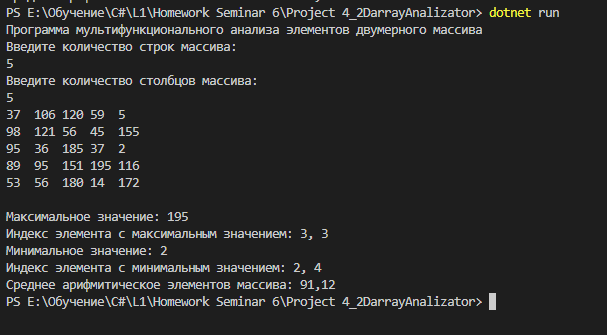 PS E:\Обучение\C#\L1\Homework Seminar 6\Project 4_2DarrayAnalizator> dotnet run
Программа мультифункционального анализа элементов двумерного массива
Введите количество строк массива:
5
Введите количество столбцов массива:
5
37 106 120 59 5
98 121 56 45 155
95 36 185 37 2
89 95 151 195 116
53 56 180 14 172
Максимальное значение: 195
Индекс элемента с максимальным значением: 3, 3
Минимальное значение: 2
Индекс элемента с минимальным значением: 2, 4
Среднее арифмитическое элементов массива: 91,12
PS E:\Обучение\C#\L1\Homework Seminar 6\Project 4_2DarrayAnalizator>